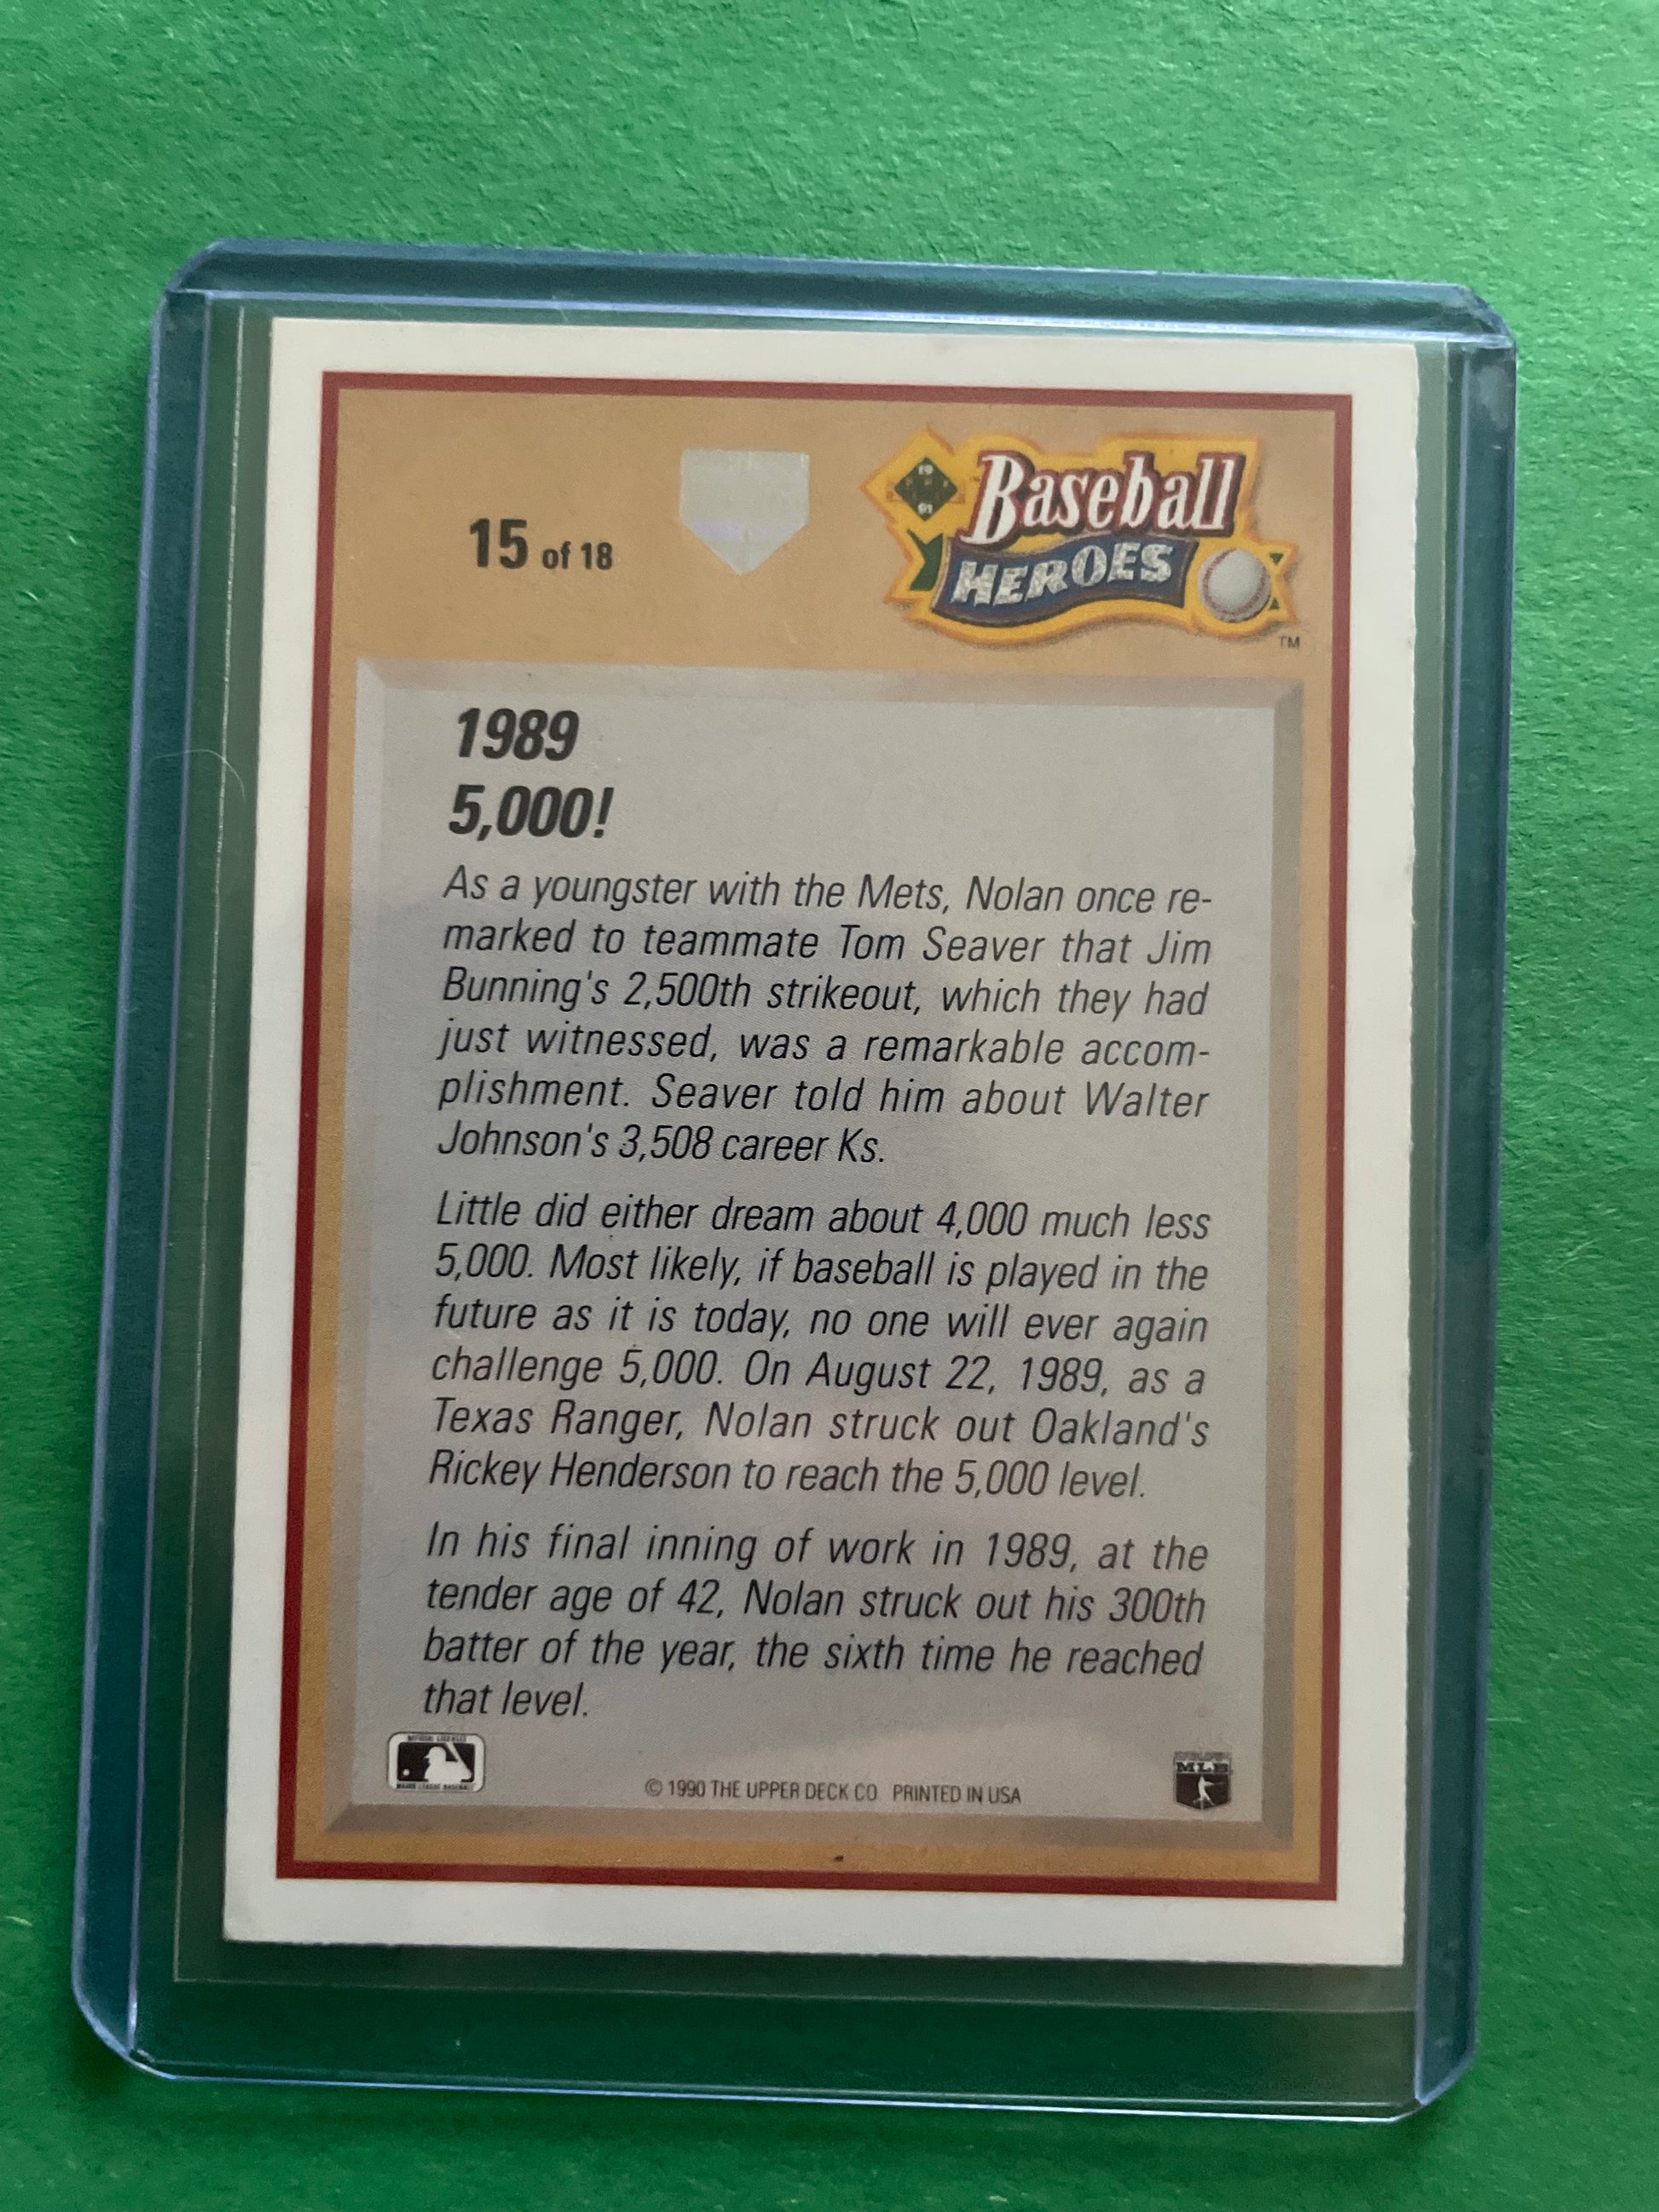 15 of 18
19
91
Baseball
HEROES
TM
1989
5,000!
As a youngster with the Mets, Nolan once re-
marked to teammate Tom Seaver that Jim
Bunning's 2,500th strikeout, which they had
just witnessed, was a remarkable accom-
plishment. Seaver told him about Walter
Johnson's 3,508 career Ks.
Little did either dream about 4,000 much less
5,000. Most likely, if baseball is played in the
future as it is today, no one will ever again
challenge 5,000. On August 22, 1989, as a
Texas Ranger, Nolan struck out Oakland's
Rickey Henderson to reach the 5,000 level.
In his final inning of work in 1989, at the
tender age of 42, Nolan struck out his 300th
batter of the year, the sixth time he reached
that level.
© 1990 THE UPPER DECK CO. PRINTED IN USA
MLB